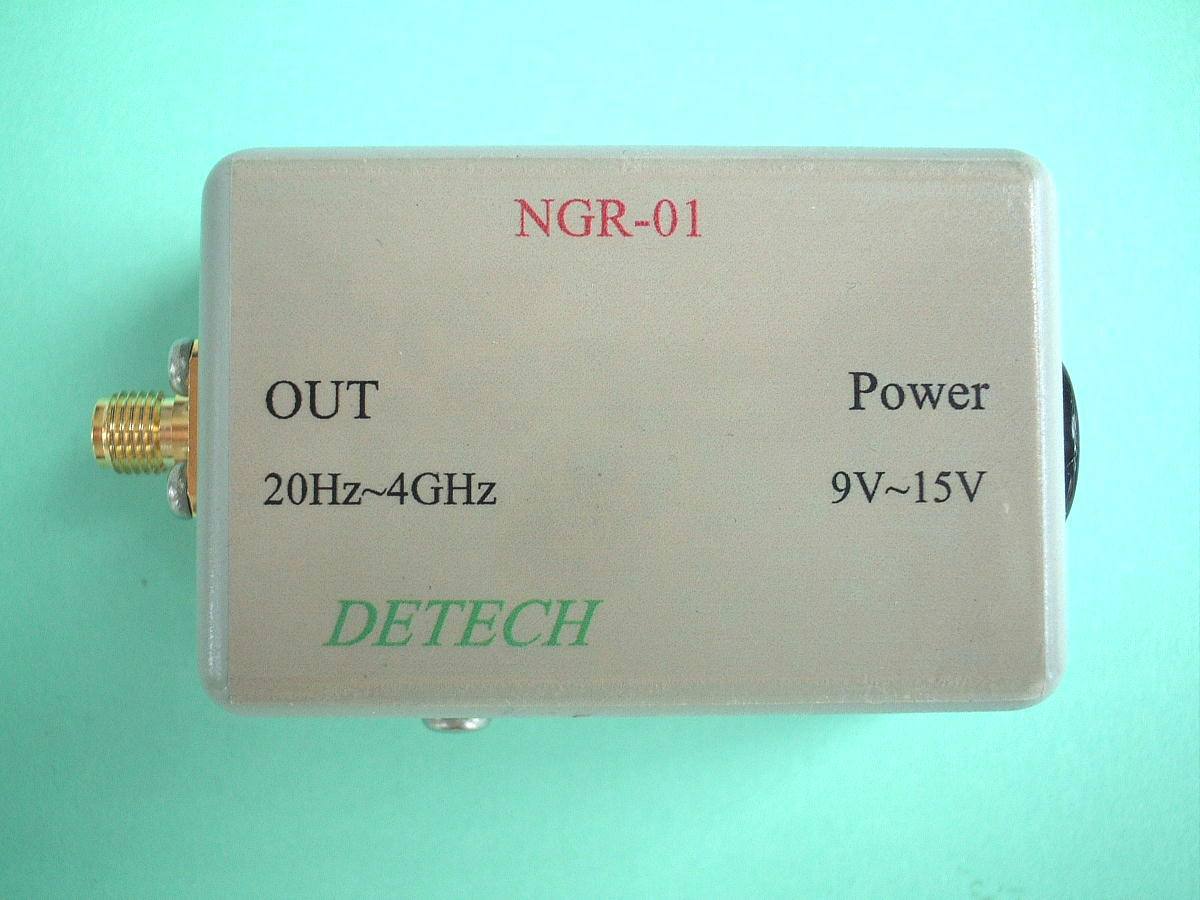 NGR-01
OUT
Power
20Hz~4GHz
9V~15V
DETECH